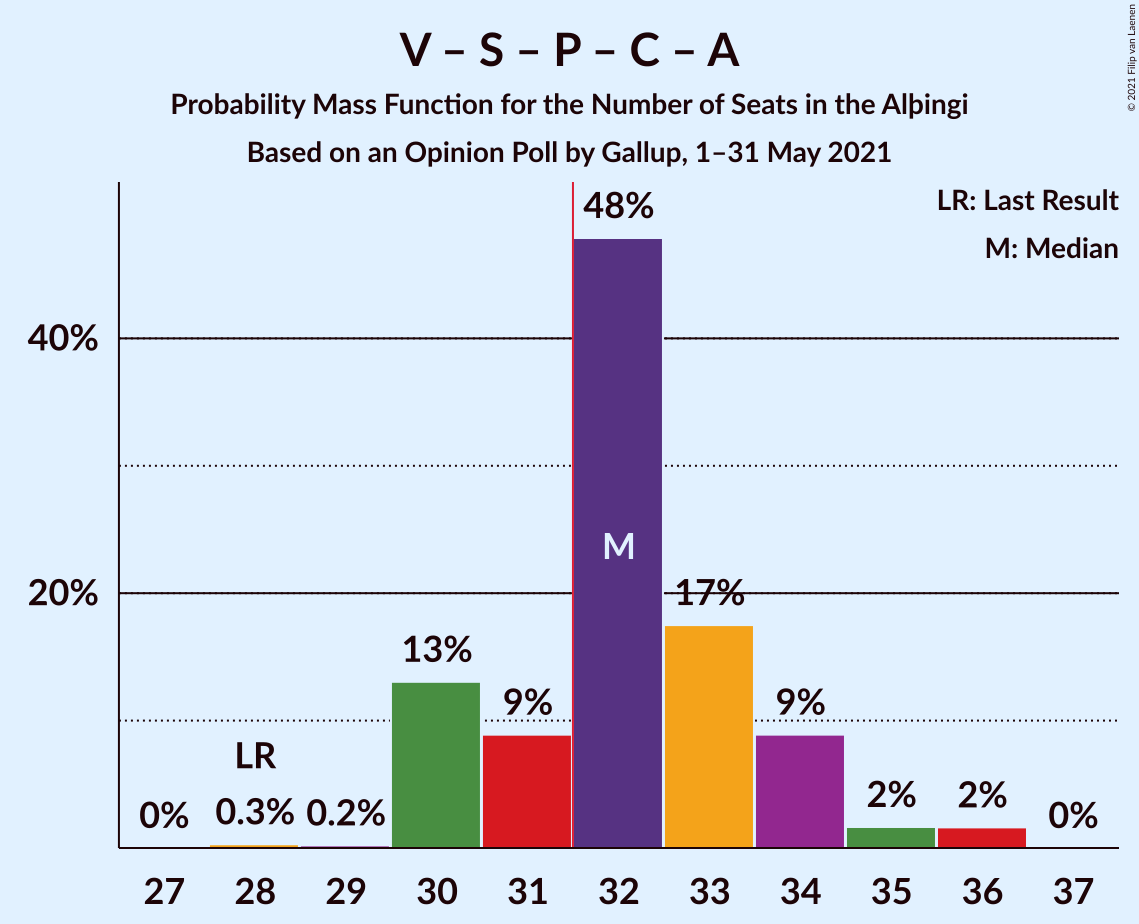 V – S – P – C – A
Probability Mass Function for the Number of Seats in the Alþingi
Based on an Opinion Poll by Gallup, 1–31 May 2021
© 2021 Filip van Laenen
LR: Last Result
M: Median
40%
20%
0%
LR
0.3%
0.2%
13%
9%
48%
M
17%
9%
2%
2%
0%
27 28 29 30 31 32 33 34 35 36 37